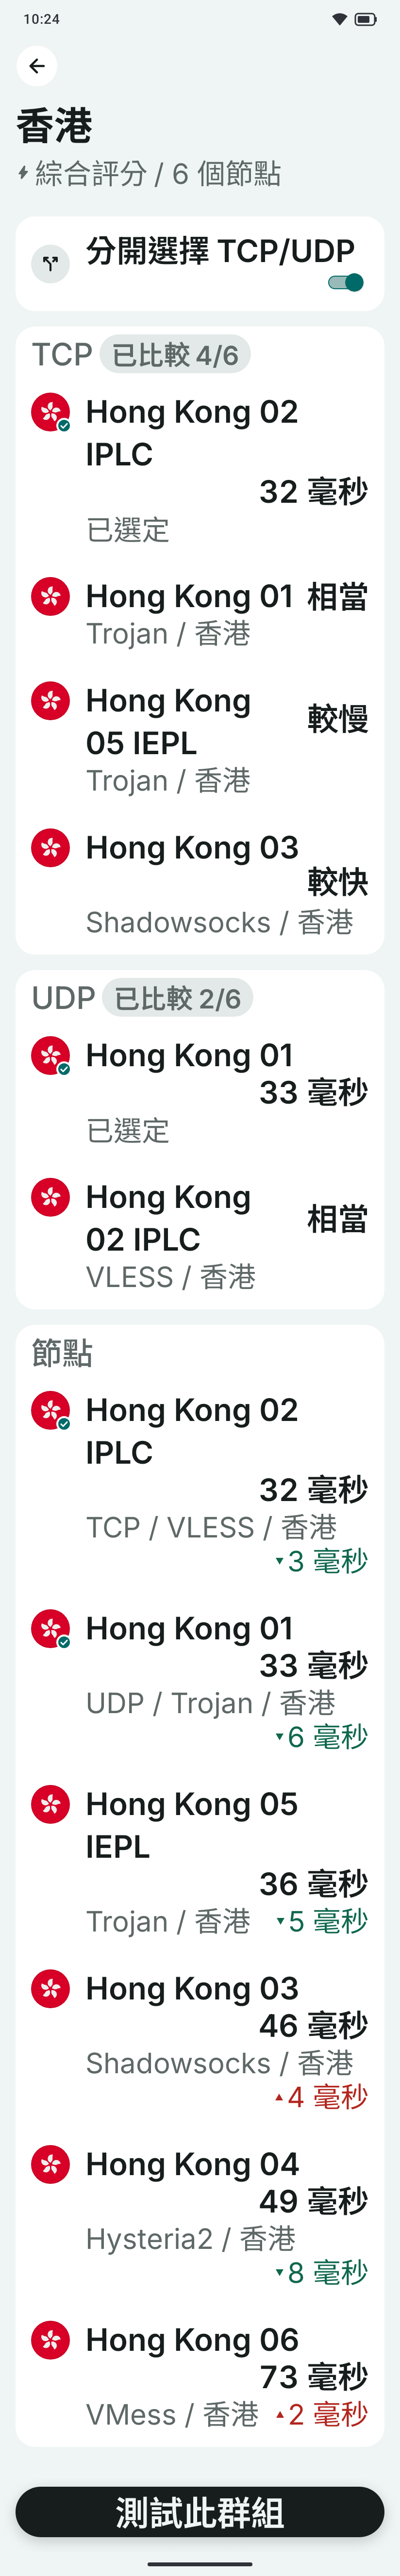 10:24
香港
綜合評分 / 6 個節點
分開選擇 TCP/UDP
TCP 已比較 4/6
Hong Kong 02
IPLC
32 毫秒
已選定
Hong Kong 01 相當
Trojan / 香港
Hong Kong
05 IEPL
較慢
Trojan / 香港
Hong Kong 03
較快
Shadowsocks / 香港
UDP 已比較 2/6
Hong Kong 01
33 毫秒
已選定
Hong Kong
02 IPLC
相當
VLESS / 香港
節點
Hong Kong 02
IPLC
32 毫秒
TCP / VLESS / 香港
▾3 毫秒
Hong Kong 01
33 毫秒
UDP / Trojan / 香港
▾6 毫秒
Hong Kong 05
IEPL
36 毫秒
Trojan / 香港 ▾5 毫秒
Hong Kong 03
46 毫秒
Shadowsocks / 香港
▴4 毫秒
Hong Kong 04
49 毫秒
Hysteria2 / 香港
▾8 毫秒
Hong Kong 06
73 毫秒
VMess / 香港 ▴2 毫秒
測試此群組